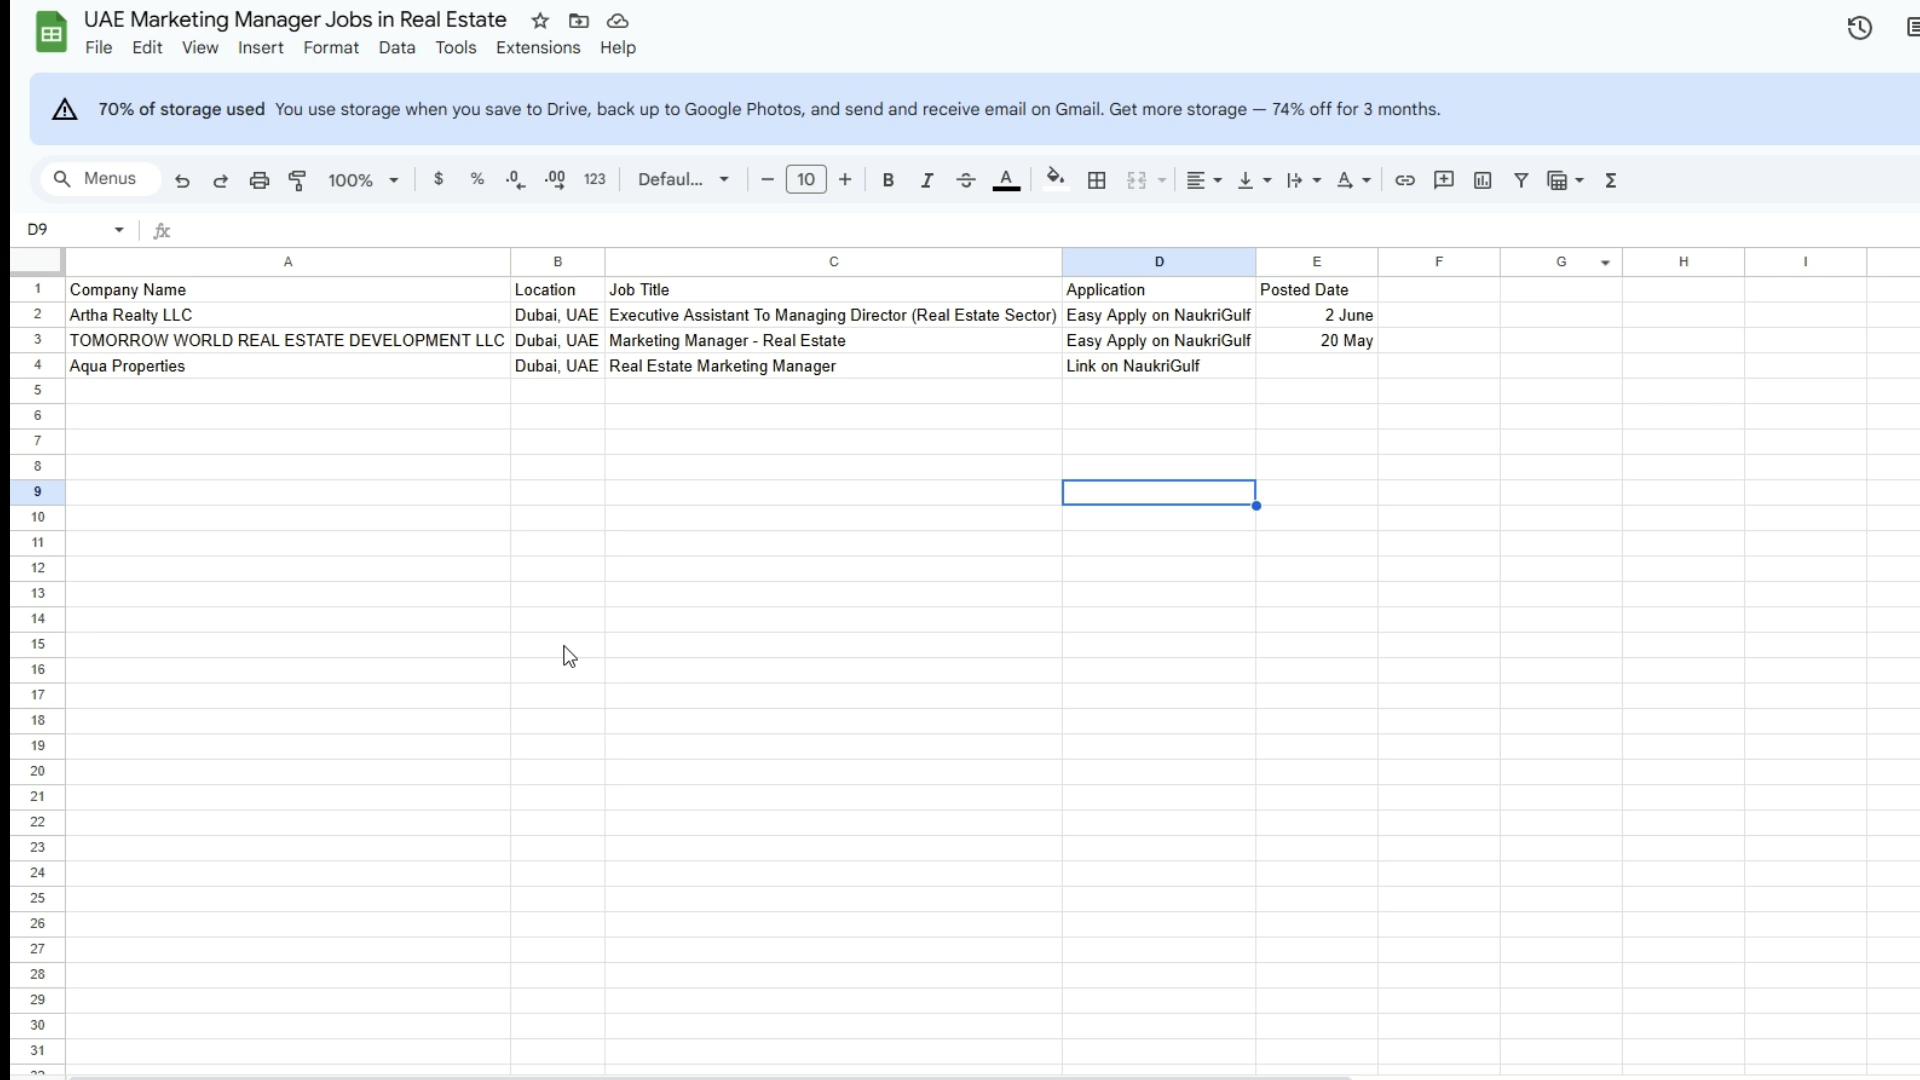 UAE Marketing Manager Jobs in Real Estate
File Edit View Insert Format Data Tools Extensions Help
70% of storage used You use storage when you save to Drive, back up to Google Photos, and send and receive email on Gmail. Get more storage — 74% off for 3 months.
Menus 100% $ % .0 .00 123 Defaul... 10 B I A Σ
D9 fx
A B C D E F G H I
1 Company Name Location Job Title Application Posted Date
2 Artha Realty LLC Dubai, UAE Executive Assistant To Managing Director (Real Estate Sector) Easy Apply on NaukriGulf 2 June
3 TOMORROW WORLD REAL ESTATE DEVELOPMENT LLC Dubai, UAE Marketing Manager - Real Estate Easy Apply on NaukriGulf 20 May
4 Aqua Properties Dubai, UAE Real Estate Marketing Manager Link on NaukriGulf
5
6
7
8
9
10
11
12
13
14
15
16
17
18
19
20
21
22
23
24
25
26
27
28
29
30
31